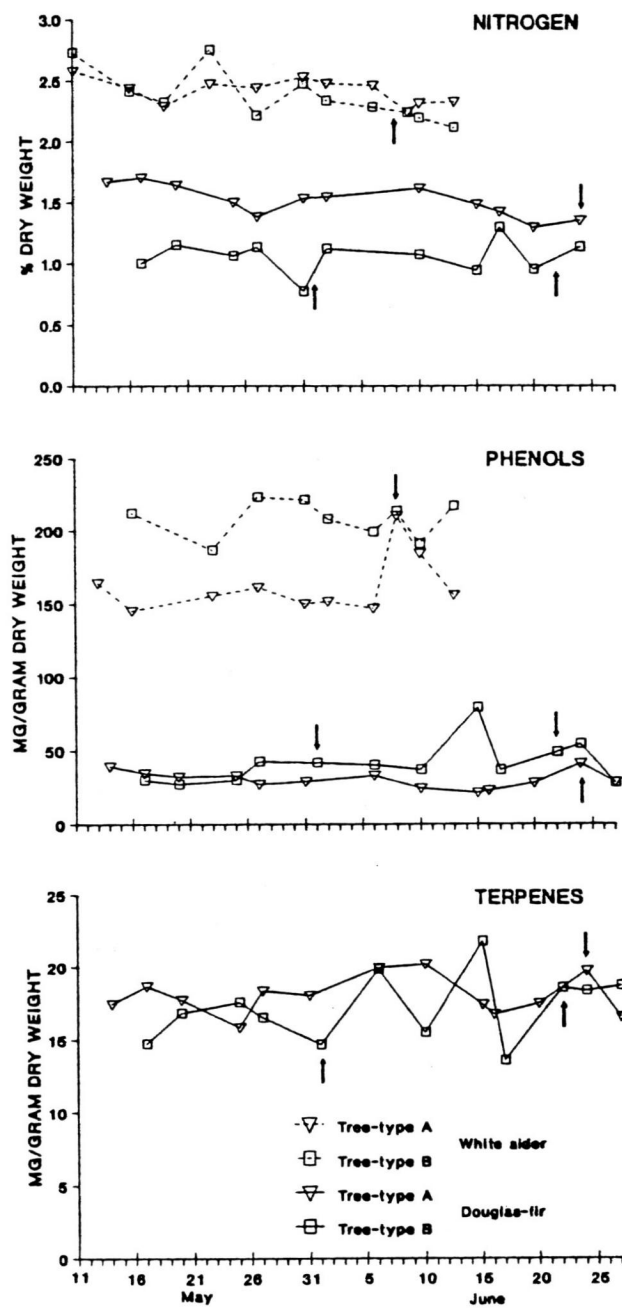 NITROGEN
3.0
2.5
2.0
1.5
1.0
0.5
0.0
% DRY WEIGHT
PHENOLS
250
200
150
100
50
0
MG/GRAM DRY WEIGHT
TERPENES
25
20
15
10
5
0
MG/GRAM DRY WEIGHT
Tree-type A
White alder
Tree-type B
Tree-type A
Douglas-fir
Tree-type B
11 16 21 26 31 5 10 15 20 25
May June